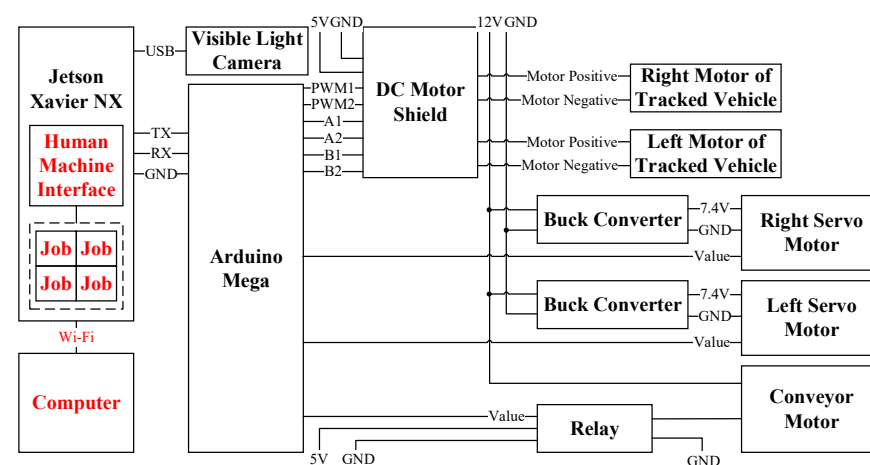 Jetson
Xavier NX
Human
Machine
Interface
Job Job
Job Job
Wi-Fi
Computer
USB
TX
RX
GND
Visible Light
Camera
Arduino
Mega
5V GND
PWM1
PWM2
A1
A2
B1
B2
DC Motor
Shield
12V GND
Motor Positive
Motor Negative
Right Motor of
Tracked Vehicle
Motor Positive
Motor Negative
Left Motor of
Tracked Vehicle
Buck Converter
7.4V
GND
Value
Right Servo
Motor
Buck Converter
7.4V
GND
Value
Left Servo
Motor
Conveyor
Motor
Value
Relay
5V
GND
GND